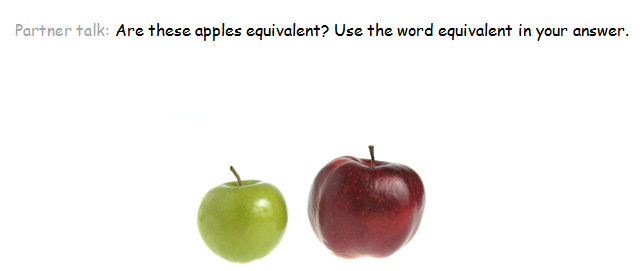 Partner talk: Are these apples equivalent? Use the word equivalent in your answer.